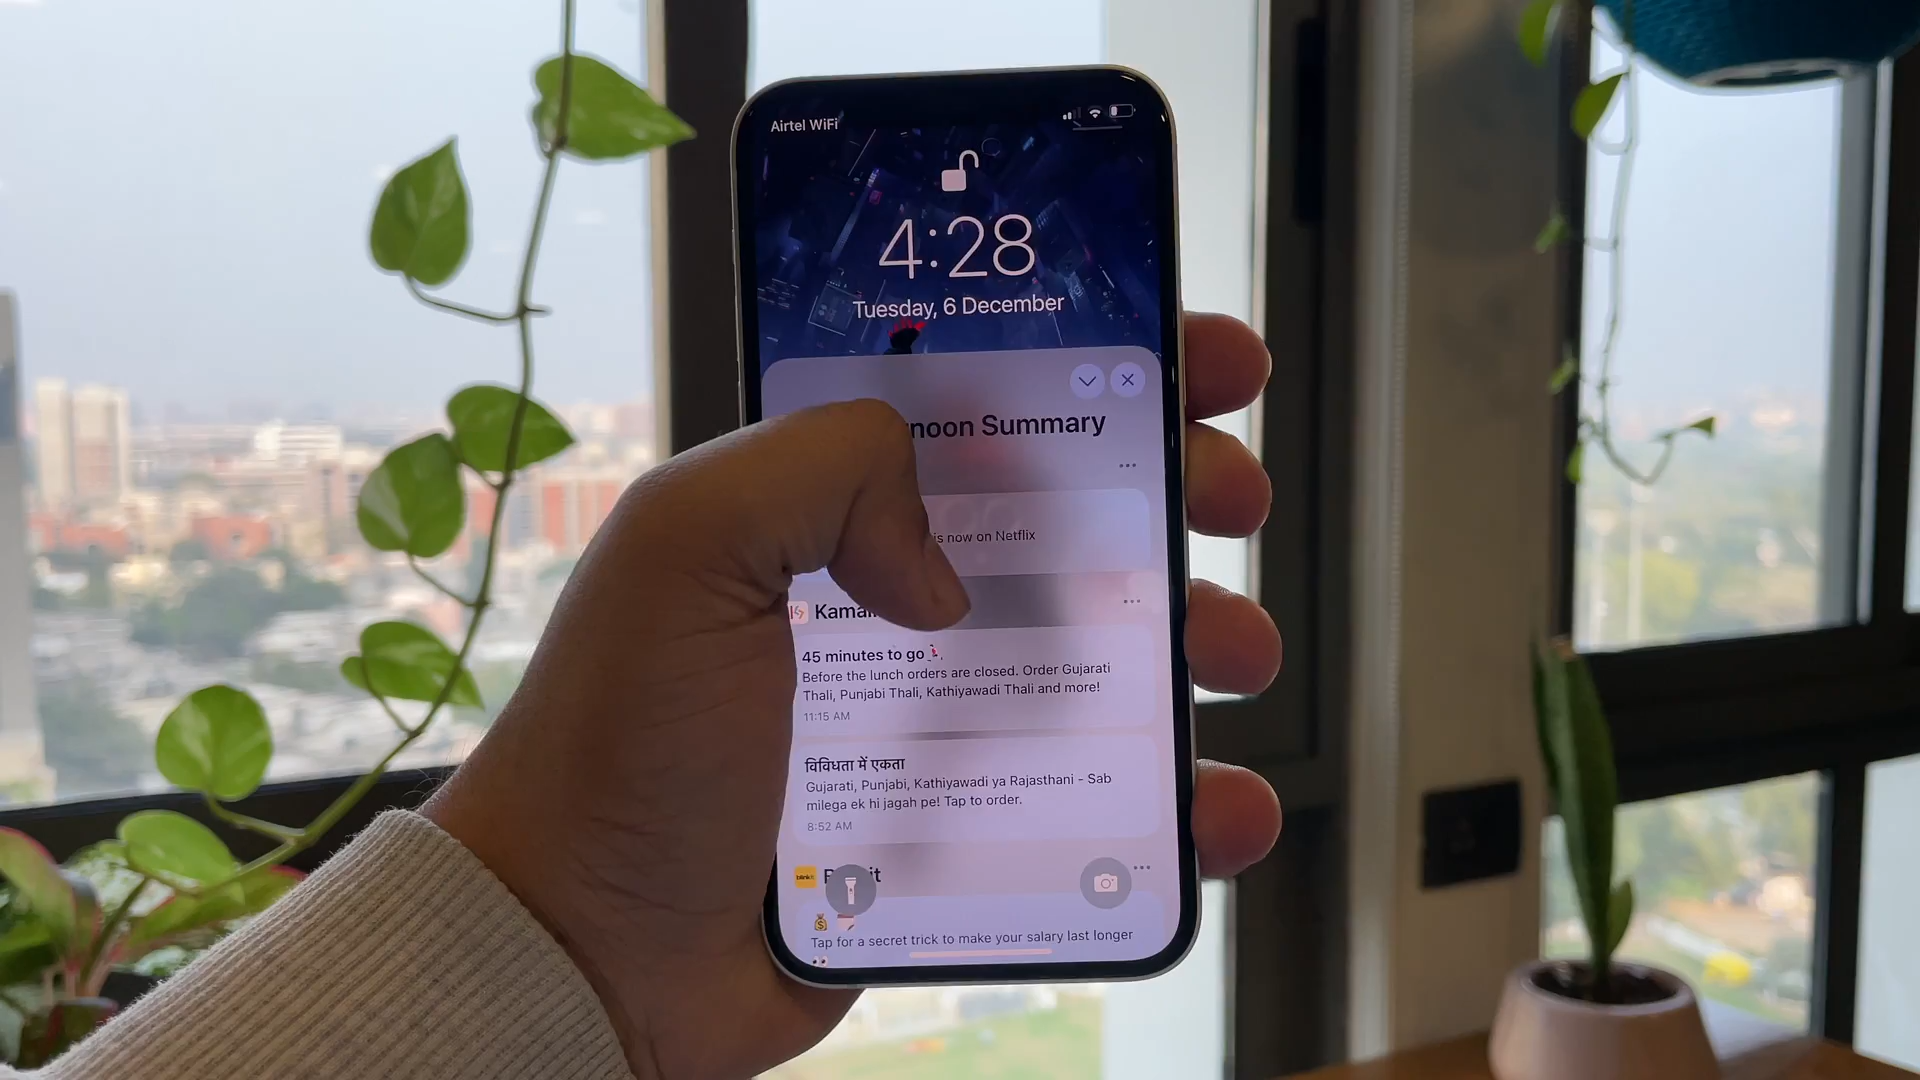 Airtel WiFi
4:28
Tuesday, 6 December
Summary
is now on Netflix
45 minutes to go
Before the lunch orders are closed. Order Gujarati
Thali, Punjabi Thali, Kathiyawadi Thali and more!
11:15 AM
विविधता में एकता
Gujarati, Punjabi, Kathiyawadi ya Rajasthani - Sab
milega ek hi jagah pe! Tap to order.
8:52 AM
blinkit
Tap for a secret trick to make your salary last longer